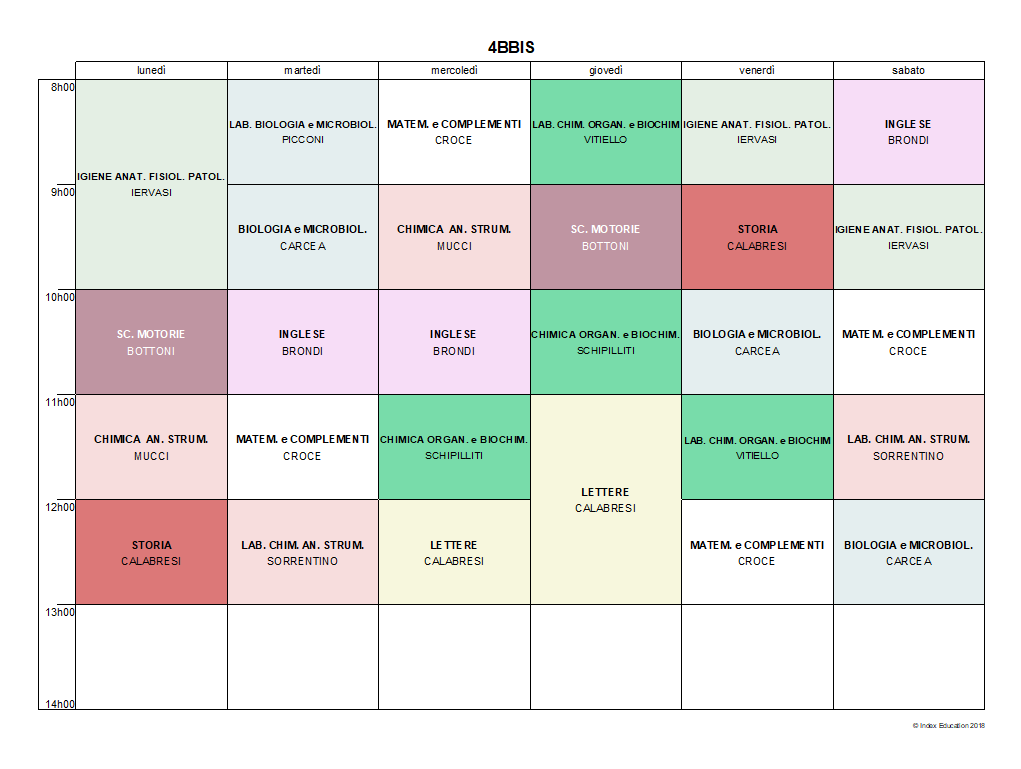 4BBIS
lunedì martedì mercoledì giovedì venerdì sabato
8h00
LAB. BIOLOGIA e MICROBIOL. MATEM. e COMPLEMENTI LAB. CHIM. ORGAN. e BIOCHIM IGIENE ANAT. FISIOL. PATOL. INGLESE
PICCONI CROCE VITIELLO IERVASI BRONDI
IGIENE ANAT. FISIOL. PATOL.
IERVASI
9h00
BIOLOGIA e MICROBIOL. CHIMICA AN. STRUM. SC. MOTORIE STORIA IGIENE ANAT. FISIOL. PATOL.
CARCEA MUCCI BOTTONI CALABRESI IERVASI
10h00
SC. MOTORIE INGLESE INGLESE CHIMICA ORGAN. e BIOCHIM. BIOLOGIA e MICROBIOL. MATEM. e COMPLEMENTI
BOTTONI BRONDI BRONDI SCHIPILLITI CARCEA CROCE
11h00
CHIMICA AN. STRUM. MATEM. e COMPLEMENTI CHIMICA ORGAN. e BIOCHIM. LAB. CHIM. ORGAN. e BIOCHIM LAB. CHIM. AN. STRUM.
MUCCI CROCE SCHIPILLITI VITIELLO SORRENTINO
LETTERE
CALABRESI
12h00
STORIA LAB. CHIM. AN. STRUM. LETTERE MATEM. e COMPLEMENTI BIOLOGIA e MICROBIOL.
CALABRESI SORRENTINO CALABRESI CROCE CARCEA
13h00
14h00
© Index Education 2018